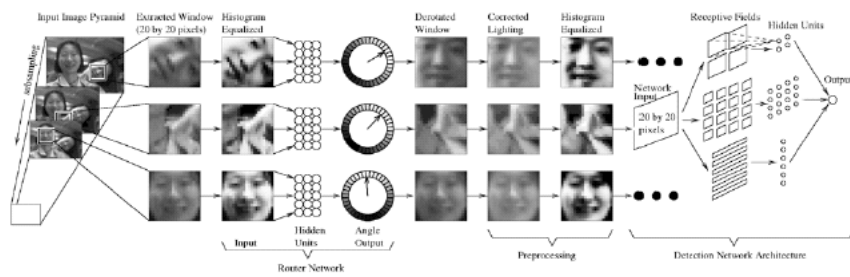 Input Image Pyramid
Extracted Window
(20 by 20 pixels)
Histogram
Equalized
Derotated
Window
Corrected
Lighting
Histogram
Equalized
Receptive Fields
Hidden Units
subsampling
Network
Input
Output
20 by 20
pixels
Input
Hidden
Units
Angle
Output
Router Network
Preprocessing
Detection Network Architecture